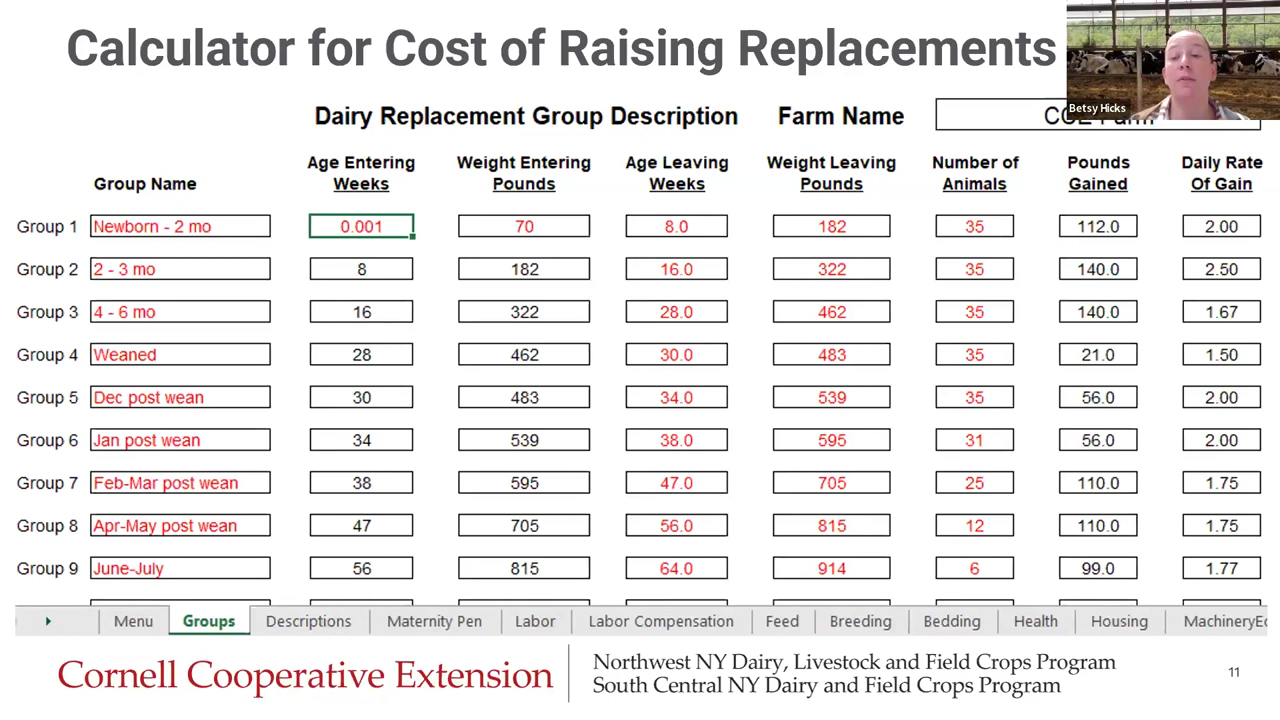 Calculator for Cost of Raising Replacements
Betsy Hicks
Dairy Replacement Group Description Farm Name
Group Name Age Entering Weeks Weight Entering Pounds Age Leaving Weeks Weight Leaving Pounds Number of Animals Pounds Gained Daily Rate Of Gain
Group 1 Newborn - 2 mo 0.001 70 8.0 182 35 112.0 2.00
Group 2 2 - 3 mo 8 182 16.0 322 35 140.0 2.50
Group 3 4 - 6 mo 16 322 28.0 462 35 140.0 1.67
Group 4 Weaned 28 462 30.0 483 35 21.0 1.50
Group 5 Dec post wean 30 483 34.0 539 35 56.0 2.00
Group 6 Jan post wean 34 539 38.0 595 31 56.0 2.00
Group 7 Feb-Mar post wean 38 595 47.0 705 25 110.0 1.75
Group 8 Apr-May post wean 47 705 56.0 815 12 110.0 1.75
Group 9 June-July 56 815 64.0 914 6 99.0 1.77
Menu Groups Descriptions Maternity Pen Labor Labor Compensation Feed Breeding Bedding Health Housing
Cornell Cooperative Extension
Northwest NY Dairy, Livestock and Field Crops Program
South Central NY Dairy and Field Crops Program
11